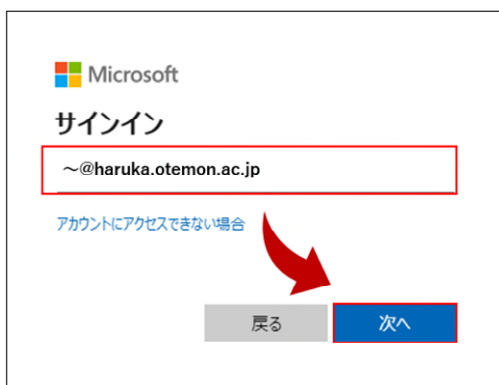 Microsoft
サインイン
～@haruka.otemon.ac.jp
アカウントにアクセスできない場合
戻る
次へ